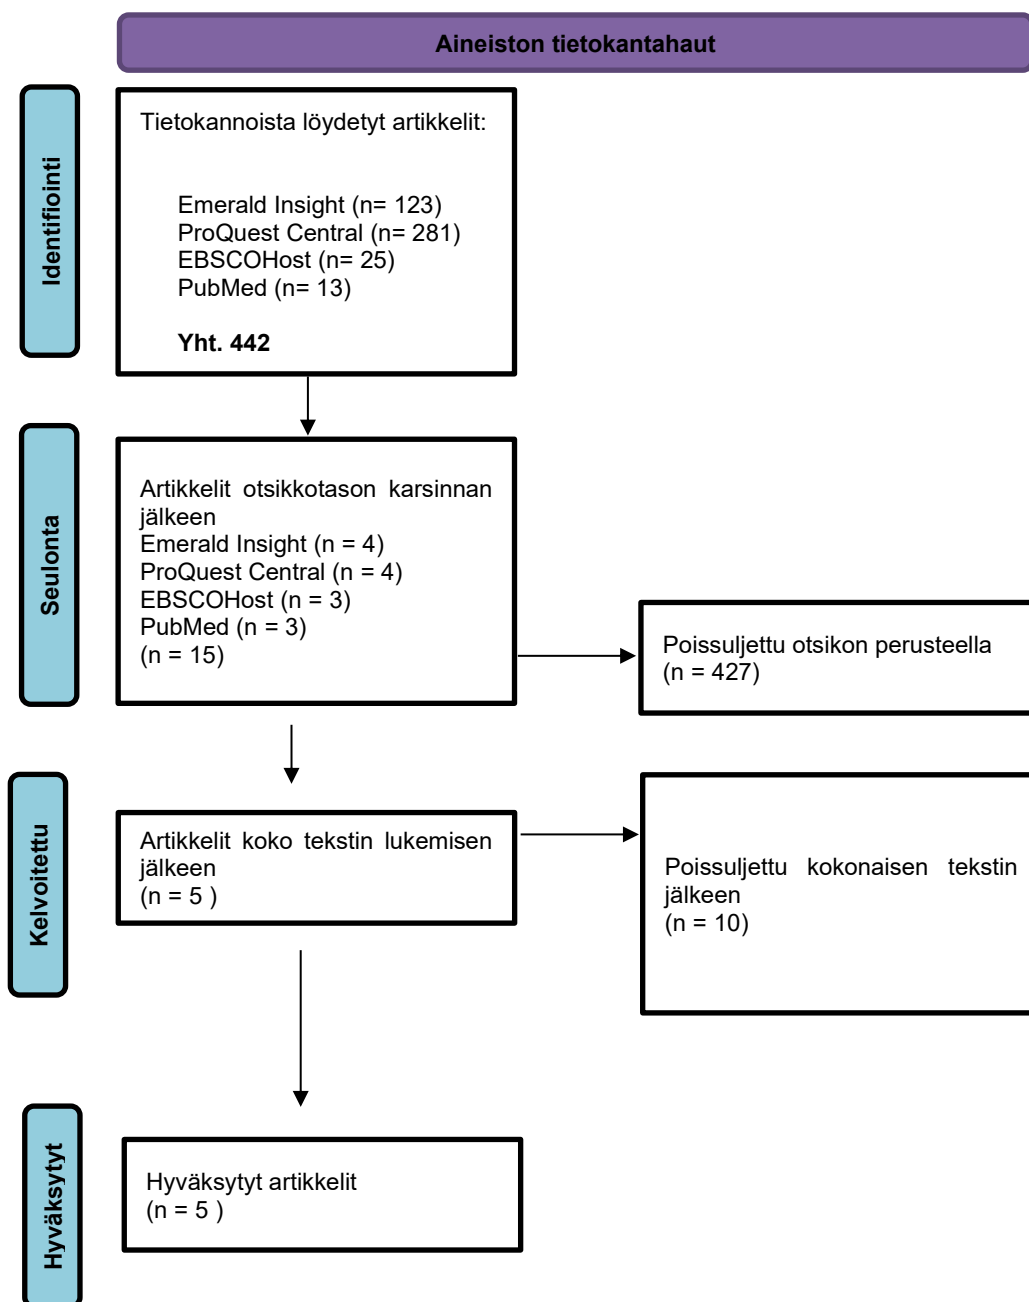 Aineiston tietokantahaut
Identifiointi
Tietokannoista löydetyt artikkelit:
Emerald Insight (n= 123)
ProQuest Central (n= 281)
EBSCOHost (n= 25)
PubMed (n= 13)
Yht. 442
Seulonta
Artikkelit otsikkotason karsinnan
jälkeen
Emerald Insight (n = 4)
ProQuest Central (n = 4)
EBSCOHost (n = 3)
PubMed (n = 3)
(n = 15)
Poissuljettu otsikon perusteella
(n = 427)
Kelvoitettu
Artikkelit koko tekstin lukemisen
jälkeen
(n = 5 )
Poissuljettu kokonaisen tekstin
jälkeen
(n = 10)
Hyväksytyt
Hyväksytyt artikkelit
(n = 5 )